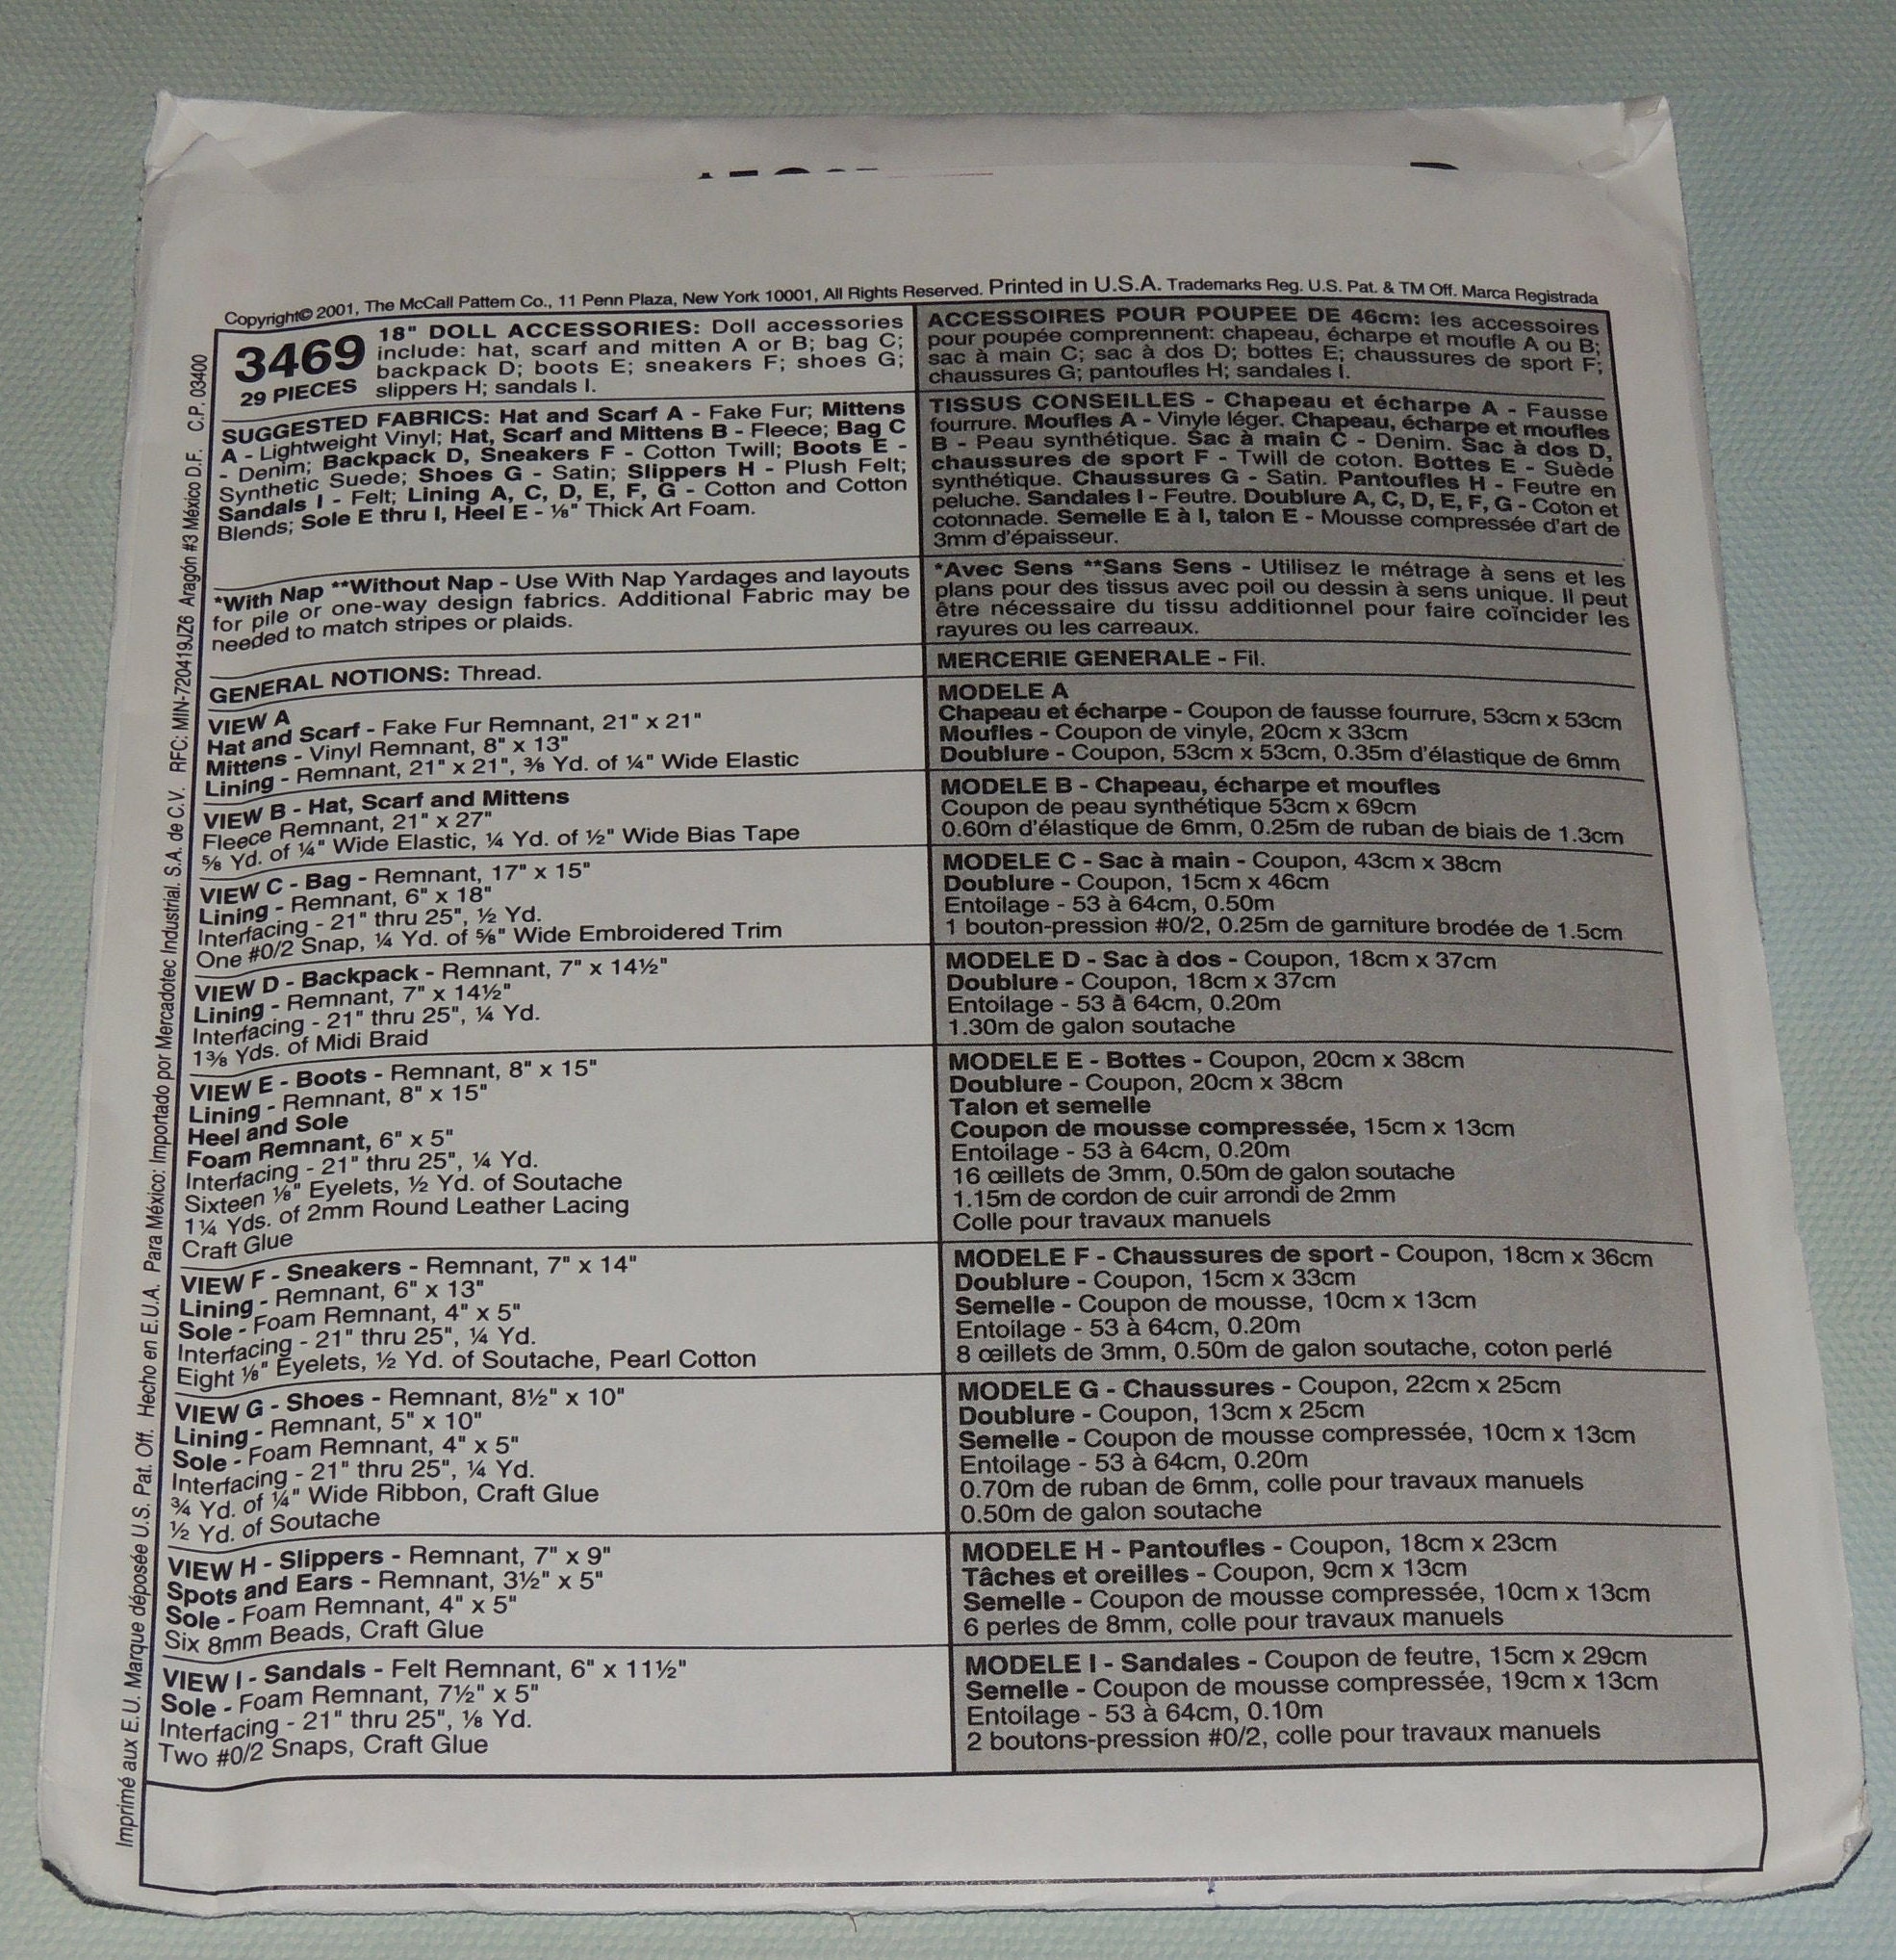 Copyright© 2001, The McCall Pattern Co., 11 Penn Plaza, New York 10001, All Rights Reserved. Printed in U.S.A. Trademarks Reg. U.S. Pat. & TM Off. Marca Registrada
3469
29 PIECES
18" DOLL ACCESSORIES: Doll accessories
include: hat, scarf and mitten A or B; bag C;
backpack D; boots E; sneakers F; shoes G;
slippers H; sandals I.
SUGGESTED FABRICS: Hat and Scarf A - Fake Fur; Mittens
A - Lightweight Vinyl; Hat, Scarf and Mittens B - Fleece; Bag C
- Denim; Backpack D, Sneakers F - Cotton Twill; Boots E -
Synthetic Suede; Shoes G - Satin; Slippers H - Plush Felt;
Sandals I - Felt; Lining A, C, D, E, F, G - Cotton and Cotton
Blends; Sole E thru I, Heel E - ⅛" Thick Art Foam.
*With Nap **Without Nap - Use With Nap Yardages and layouts
for pile or one-way design fabrics. Additional Fabric may be
needed to match stripes or plaids.
GENERAL NOTIONS: Thread.
VIEW A
Hat and Scarf - Fake Fur Remnant, 21" x 21"
Mittens - Vinyl Remnant, 8" x 13"
Lining - Remnant, 21" x 21", ⅜ Yd. of ¼" Wide Elastic
VIEW B - Hat, Scarf and Mittens
Fleece Remnant, 21" x 27"
⅝ Yd. of ¼" Wide Elastic, ¼ Yd. of ½" Wide Bias Tape
VIEW C - Bag - Remnant, 17" x 15"
Lining - Remnant, 6" x 18"
Interfacing - 21" thru 25", ½ Yd.
One #0/2 Snap, ¼ Yd. of ⅝" Wide Embroidered Trim
VIEW D - Backpack - Remnant, 7" x 14½"
Lining - Remnant, 7" x 14½"
Interfacing - 21" thru 25", ¼ Yd.
1⅜ Yds. of Midi Braid
VIEW E - Boots - Remnant, 8" x 15"
Lining - Remnant, 8" x 15"
Heel and Sole
Foam Remnant, 6" x 5"
Interfacing - 21" thru 25", ¼ Yd.
Sixteen ⅛" Eyelets, ½ Yd. of Soutache
1¼ Yds. of 2mm Round Leather Lacing
Craft Glue
VIEW F - Sneakers - Remnant, 7" x 14"
Lining - Remnant, 6" x 13"
Sole - Foam Remnant, 4" x 5"
Interfacing - 21" thru 25", ¼ Yd.
Eight ⅛" Eyelets, ½ Yd. of Soutache, Pearl Cotton
VIEW G - Shoes - Remnant, 8½" x 10"
Lining - Remnant, 5" x 10"
Sole - Foam Remnant, 4" x 5"
Interfacing - 21" thru 25", ¼ Yd.
¾ Yd. of ¼" Wide Ribbon, Craft Glue
½ Yd. of Soutache
VIEW H - Slippers - Remnant, 7" x 9"
Spots and Ears - Remnant, 3½" x 5"
Sole - Foam Remnant, 4" x 5"
Six 8mm Beads, Craft Glue
VIEW I - Sandals - Felt Remnant, 6" x 11½"
Sole - Foam Remnant, 7½" x 5"
Interfacing - 21" thru 25", ⅛ Yd.
Two #0/2 Snaps, Craft Glue
ACCESSOIRES POUR POUPEE DE 46cm: les accessoires
pour poupée comprennent: chapeau, écharpe et moufle A ou B;
sac à main C; sac à dos D; bottes E; chaussures de sport F;
chaussures G; pantoufles H; sandales I.
TISSUS CONSEILLES - Chapeau et écharpe A - Fausse
fourrure. Moufles A - Vinyle léger. Chapeau, écharpe et moufles
B - Peau synthétique. Sac à main C - Denim. Sac à dos D,
chaussures de sport F - Twill de coton. Bottes E - Suède
synthétique. Chaussures G - Satin. Pantoufles H - Feutre en
peluche. Sandales I - Feutre. Doublure A, C, D, E, F, G - Coton et
cotonnade. Semelle E à I, talon E - Mousse compressée d'art de
3mm d'épaisseur.
*Avec Sens **Sans Sens - Utilisez le métrage à sens et les
plans pour des tissus avec poil ou dessin à sens unique. Il peut
être nécessaire du tissu additionnel pour faire coïncider les
rayures ou les carreaux.
MERCERIE GENERALE - Fil.
MODELE A
Chapeau et écharpe - Coupon de fausse fourrure, 53cm x 53cm
Moufles - Coupon de vinyle, 20cm x 33cm
Doublure - Coupon, 53cm x 53cm, 0.35m d'élastique de 6mm
MODELE B - Chapeau, écharpe et moufles
Coupon de peau synthétique 53cm x 69cm
0.60m d'élastique de 6mm, 0.25m de ruban de biais de 1.3cm
MODELE C - Sac à main - Coupon, 43cm x 38cm
Doublure - Coupon, 15cm x 46cm
Entoilage - 53 à 64cm, 0.50m
1 bouton-pression #0/2, 0.25m de garniture brodée de 1.5cm
MODELE D - Sac à dos - Coupon, 18cm x 37cm
Doublure - Coupon, 18cm x 37cm
Entoilage - 53 à 64cm, 0.20m
1.30m de galon soutache
MODELE E - Bottes - Coupon, 20cm x 38cm
Doublure - Coupon, 20cm x 38cm
Talon et semelle
Coupon de mousse compressée, 15cm x 13cm
Entoilage - 53 à 64cm, 0.20m
16 œillets de 3mm, 0.50m de galon soutache
1.15m de cordon de cuir arrondi de 2mm
Colle pour travaux manuels
MODELE F - Chaussures de sport - Coupon, 18cm x 36cm
Doublure - Coupon, 15cm x 33cm
Semelle - Coupon de mousse, 10cm x 13cm
Entoilage - 53 à 64cm, 0.20m
8 œillets de 3mm, 0.50m de galon soutache, coton perlé
MODELE G - Chaussures - Coupon, 22cm x 25cm
Doublure - Coupon, 13cm x 25cm
Semelle - Coupon de mousse compressée, 10cm x 13cm
Entoilage - 53 à 64cm, 0.20m
0.70m de ruban de 6mm, colle pour travaux manuels
0.50m de galon soutache
MODELE H - Pantoufles - Coupon, 18cm x 23cm
Tâches et oreilles - Coupon, 9cm x 13cm
Semelle - Coupon de mousse compressée, 10cm x 13cm
6 perles de 8mm, colle pour travaux manuels
MODELE I - Sandales - Coupon de feutre, 15cm x 29cm
Semelle - Coupon de mousse compressée, 19cm x 13cm
Entoilage - 53 à 64cm, 0.10m
2 boutons-pression #0/2, colle pour travaux manuels
Imprimé aux E.U. Marque déposée U.S. Pat. Off. Hecho en E.U.A. Para México: Importado por Mercadotec Industrial. S.A. de C.V. RFC: MIN-720419JZ6 Aragón #3 México D.F. C.P. 03400